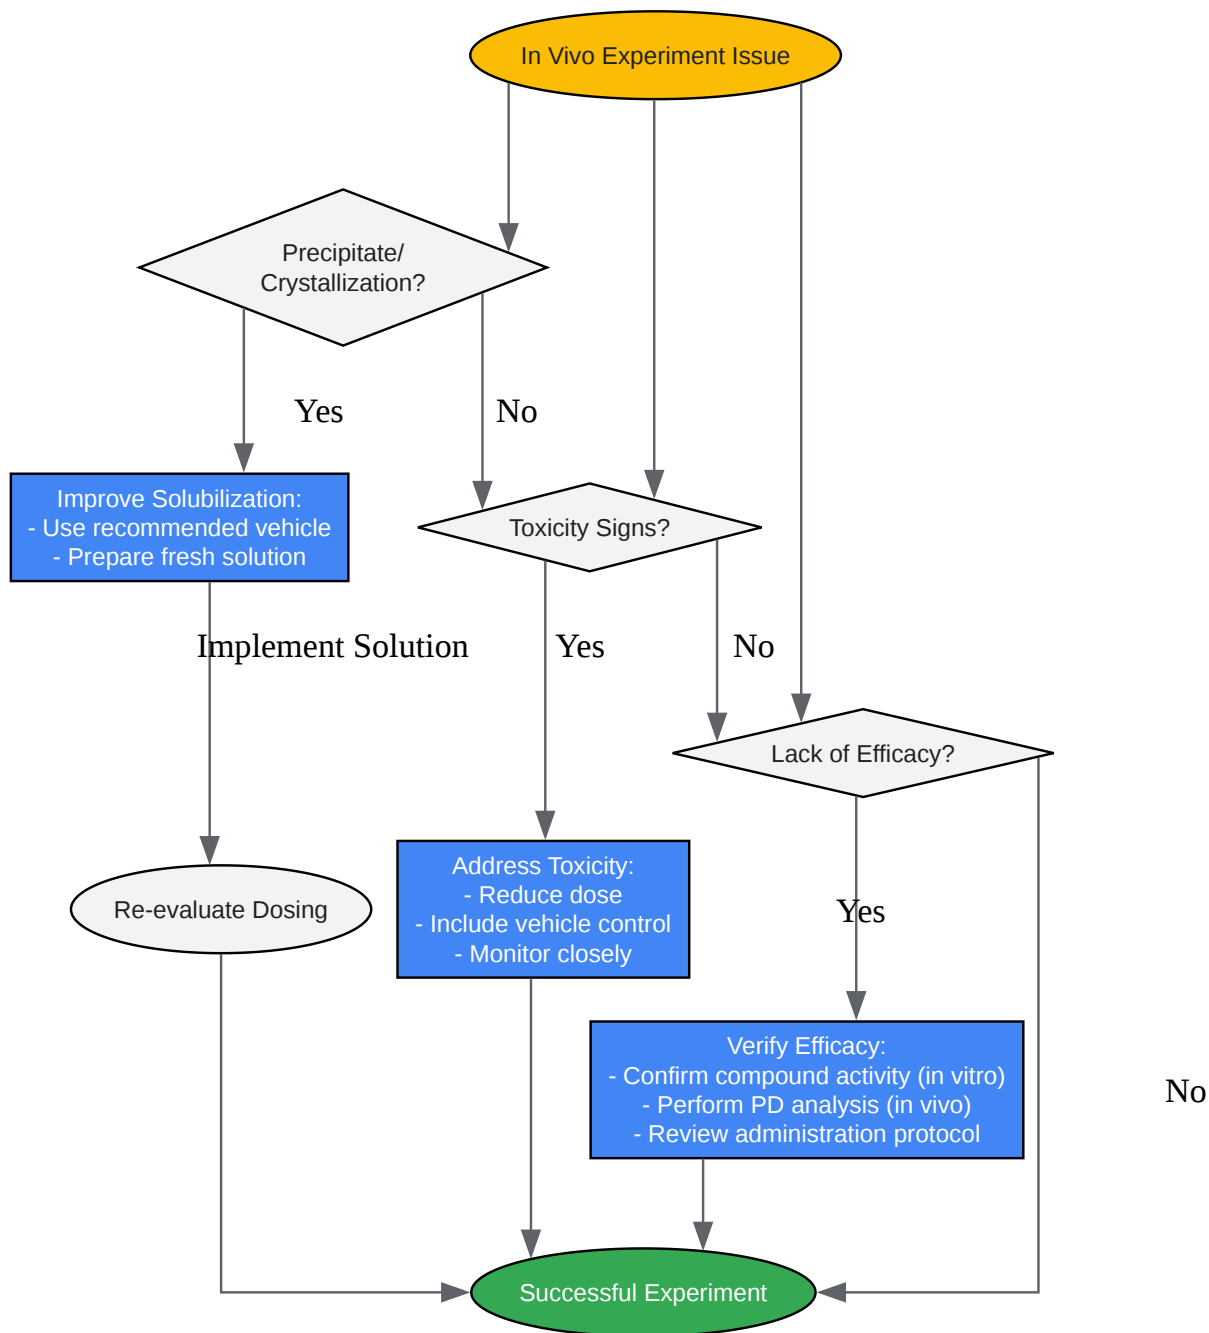 In Vivo Experiment Issue
Precipitate/
Crystallization?
Yes
No
Improve Solubilization:
- Use recommended vehicle
- Prepare fresh solution
Toxicity Signs?
Implement Solution
Yes
No
Lack of Efficacy?
Address Toxicity:
- Reduce dose
- Include vehicle control
- Monitor closely
Re-evaluate Dosing
Yes
Verify Efficacy:
- Confirm compound activity (in vitro)
- Perform PD analysis (in vivo)
- Review administration protocol
No
Successful Experiment